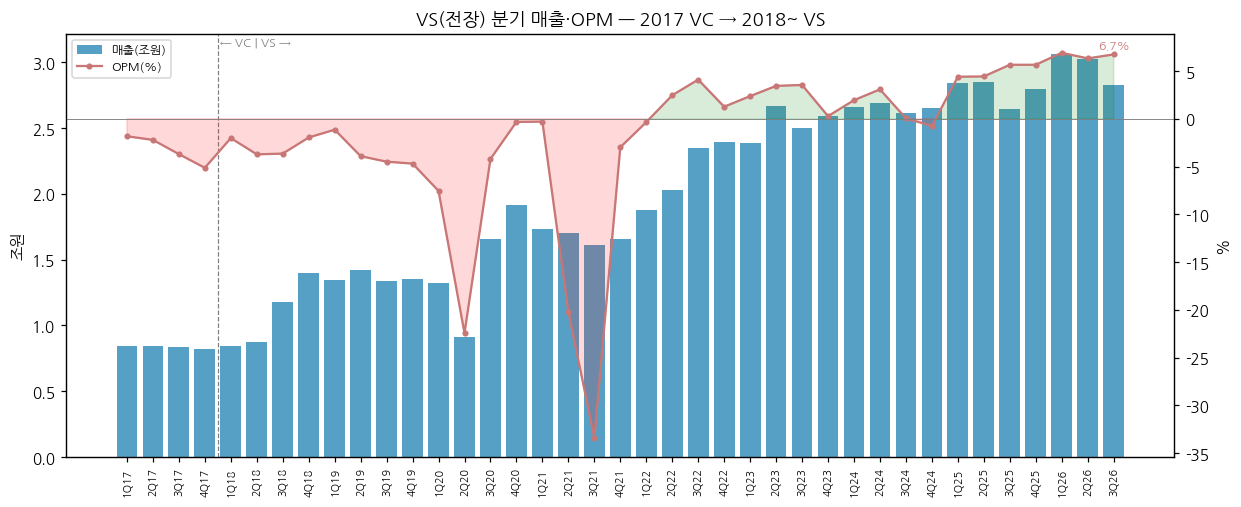 VS(전장) 분기 매출·OPM — 2017 VC → 2018~ VS
매출(조원)
OPM(%)
← VC | VS →
6.7%
3.0
2.5
2.0
1.5
1.0
0.5
0.0
조원
5
0
-5
-10
-15
-20
-25
-30
-35
%
1Q17
2Q17
3Q17
4Q17
1Q18
2Q18
3Q18
4Q18
1Q19
2Q19
3Q19
4Q19
1Q20
2Q20
3Q20
4Q20
1Q21
2Q21
3Q21
4Q21
1Q22
2Q22
3Q22
4Q22
1Q23
2Q23
3Q23
4Q23
1Q24
2Q24
3Q24
4Q24
1Q25
2Q25
3Q25
4Q25
1Q26
2Q26
3Q26